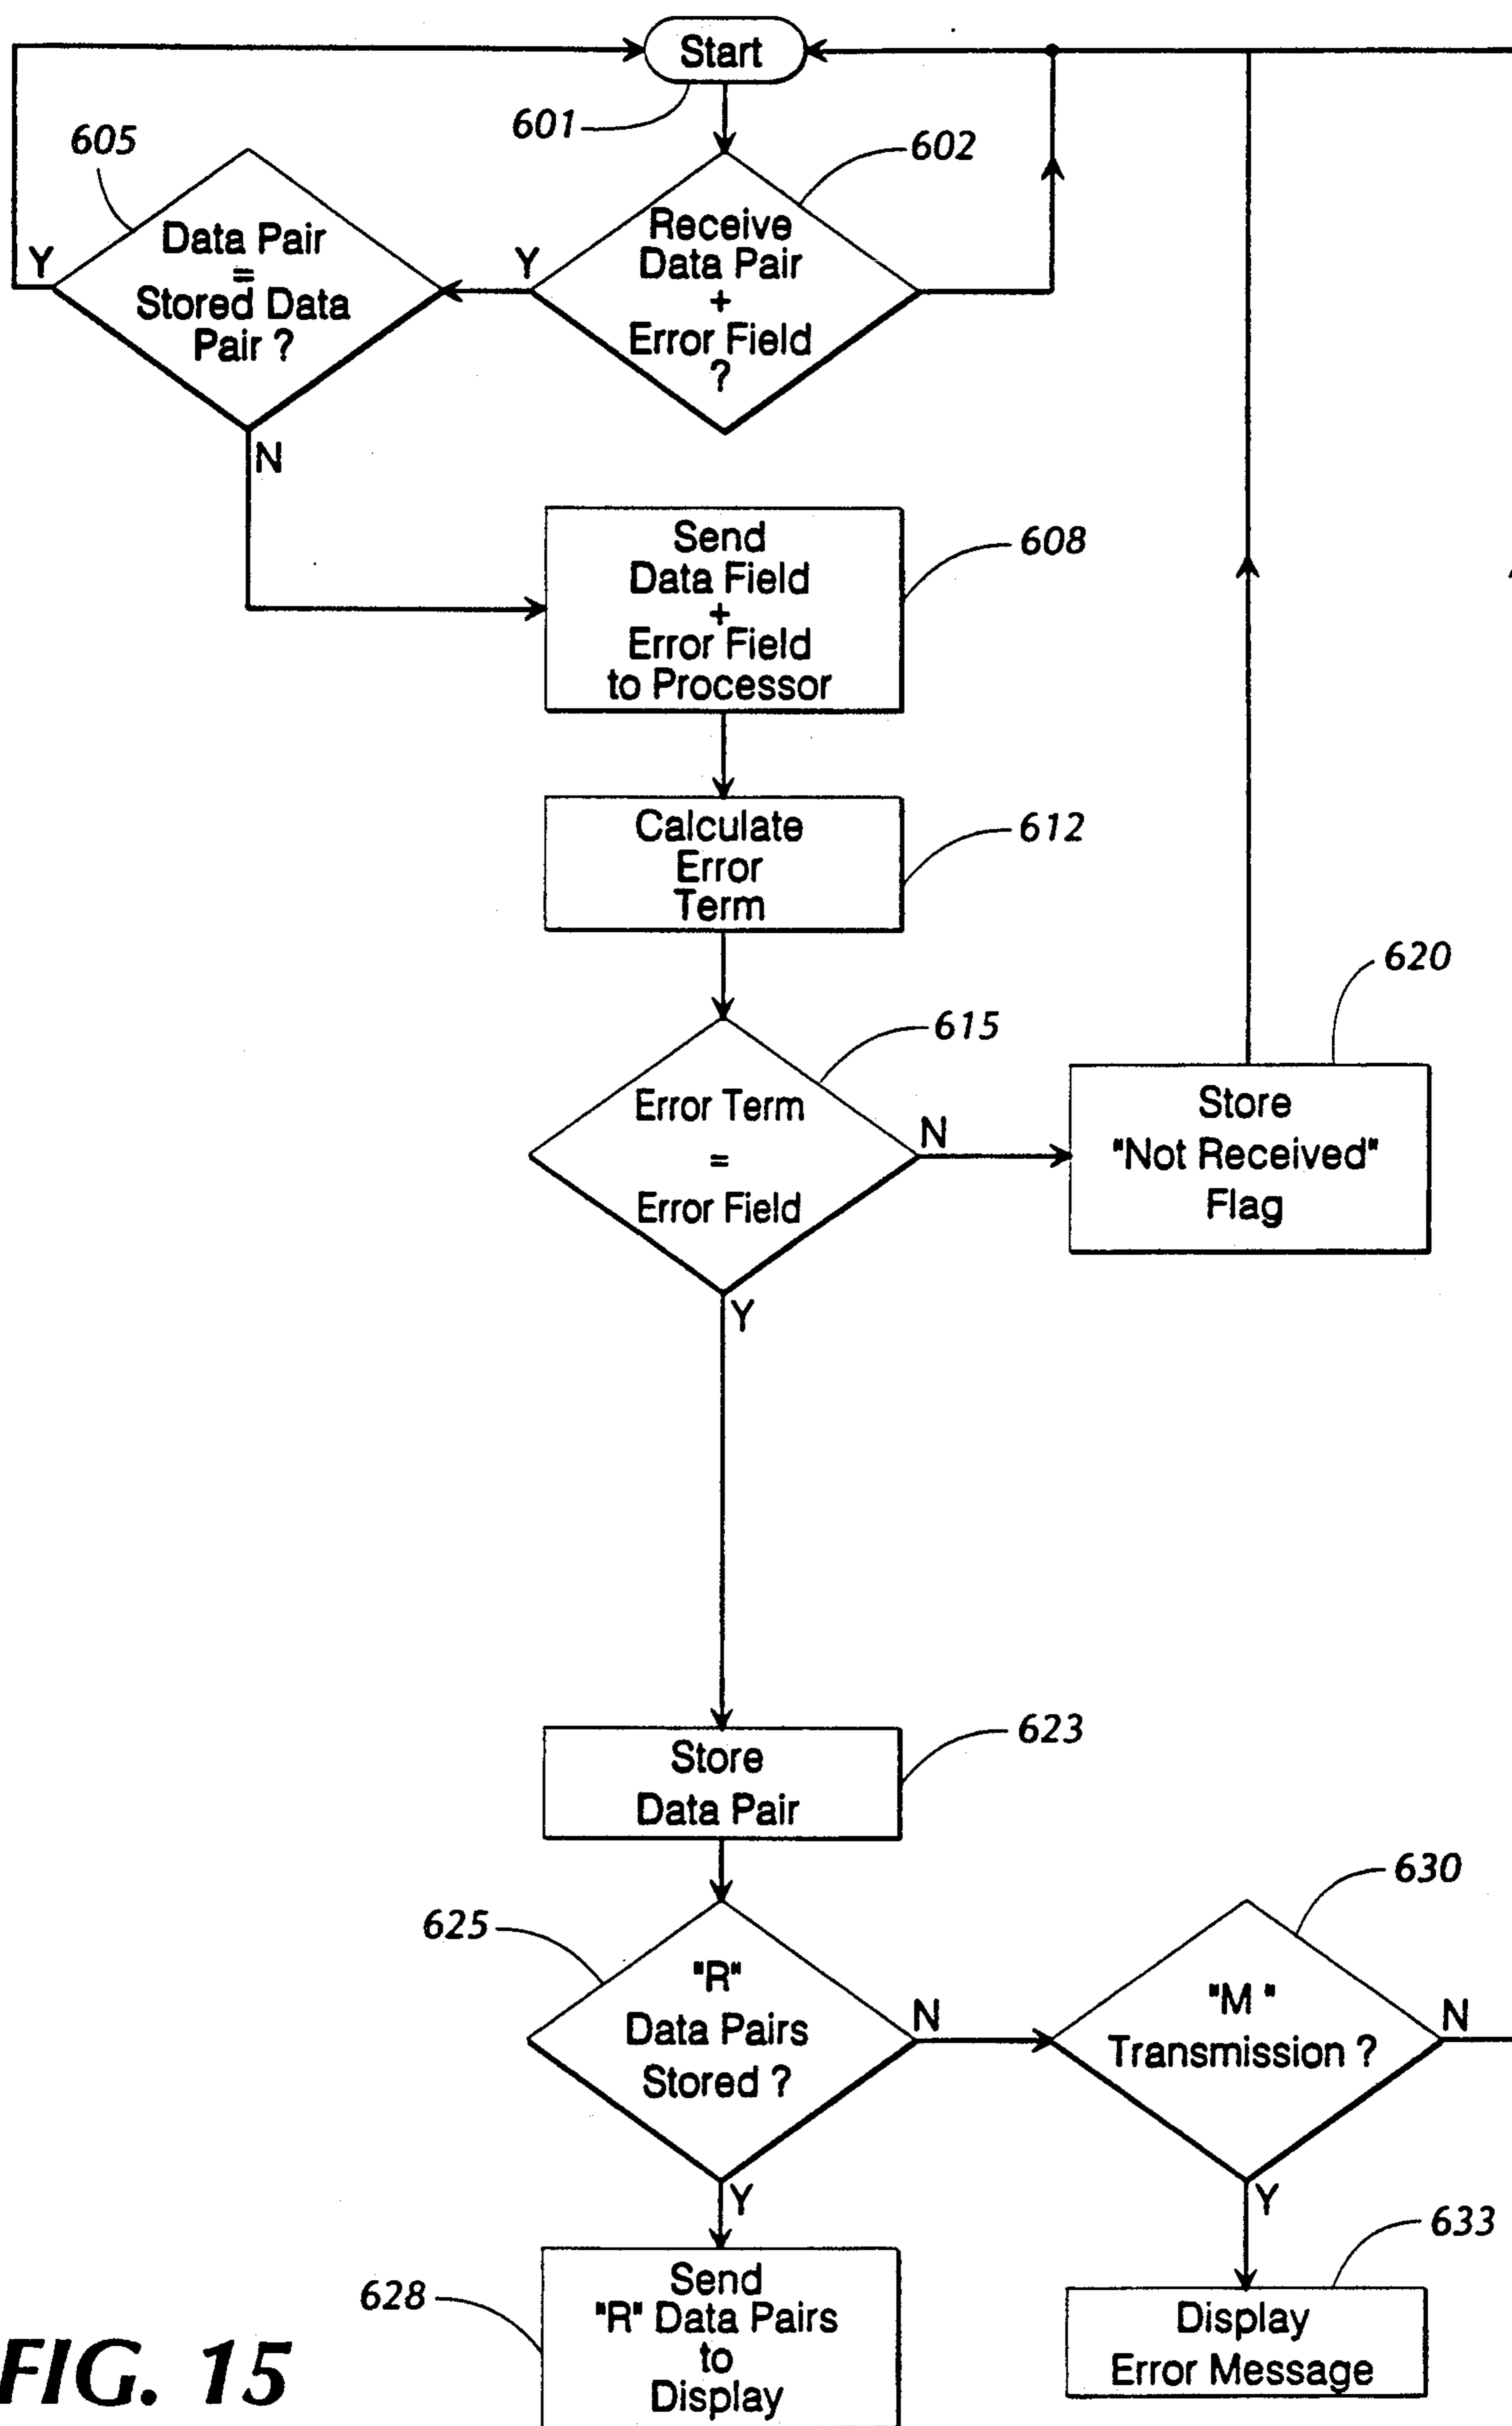 Start
601
602
605
Data Pair
=
Stored Data
Pair ?
Y
N
Receive
Data Pair
+
Error Field
?
Y
Send
Data Field
+
Error Field
to Processor
608
Calculate
Error
Term
612
Error Term
=
Error Field
615
N
Y
Store
"Not Received"
Flag
620
Store
Data Pair
623
"R"
Data Pairs
Stored ?
625
N
Y
"M "
Transmission ?
630
N
Y
Send
"R" Data Pairs
to
Display
628
Display
Error Message
633
FIG. 15